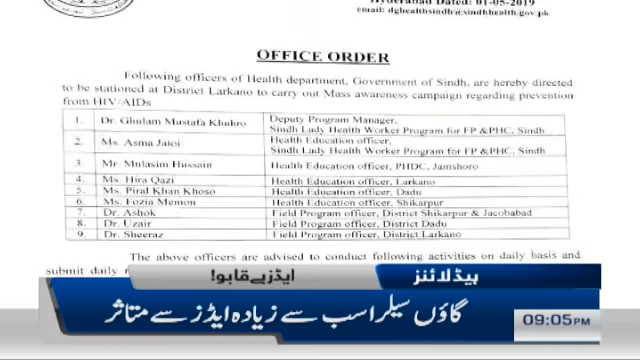 Hyderabad Dated: 01-05-2019
email: dghealthsindh@sindhhealth.gov.pk
OFFICE ORDER
Following officers of Health department, Government of Sindh, are hereby directed
to be stationed at District Larkano to carry out Mass awareness campaign regarding prevention
from HIV/AIDs
1. Dr. Ghulam Mustafa Khuhro Deputy Program Manager,
Sindh Lady Health Worker Program for FP &PHC, Sindh
2. Ms. Asma Jatoi Health Education officer,
Sindh Lady Health Worker Program for FP &PHC, Sindh
3. Mr. Mulasim Hussain Health Education officer, PHDC, Jamshoro
4. Ms. Hira Qazi Health Education officer, Larkano
5. Ms. Piral Khan Khoso Health Education officer, Dadu
6. Ms. Fozia Memon Health Education officer, Shikarpur
7. Dr. Ashok Field Program officer, District Shikarpur & Jacobabad
8. Dr. Uzair Field Program officer, District Dadu
9. Dr. Sheeraz Field Program officer, District Larkano
The above officers are advised to conduct following activities on daily basis and
submit daily
ہیڈلائنز ایڈز بے قابو!
گاؤں سیلرا سب سے زیادہ ایڈز سے متاثر
09:05PM